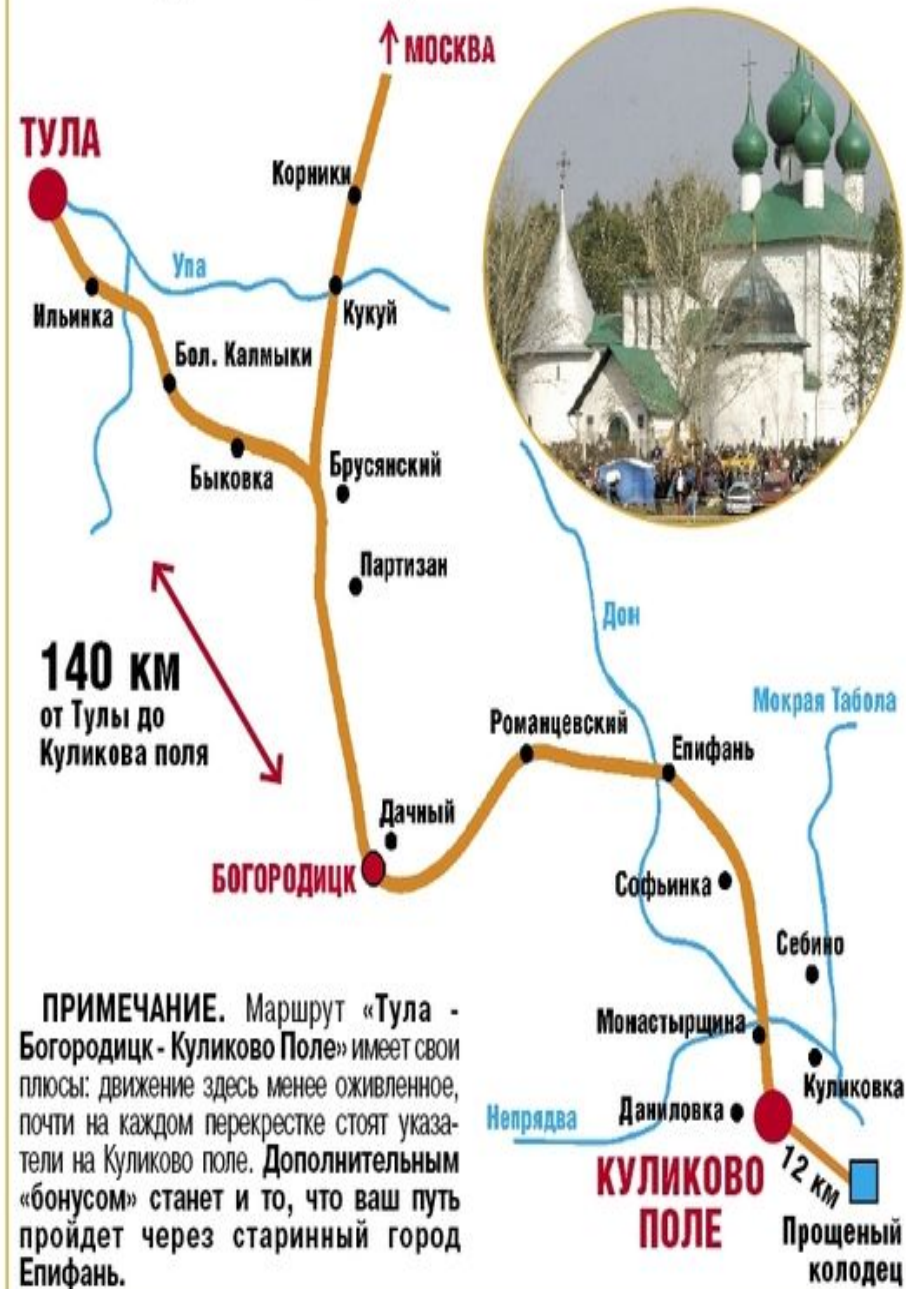 МОСКВА
ТУЛА
Корники
Упа
Ильинка
Кукуй
Бол. Калмыки
Быковка
Брусянский
Партизан
Дон
140 км
от Тулы до
Куликова поля
Мокрая Табола
Романцевский
Епифань
Дачный
БОГОРОДИЦК
Софьинка
Себино
Монастырщина
Куликовка
Непрядва
Даниловка
КУЛИКОВО
ПОЛЕ
12 км
Прощеный
колодец
ПРИМЕЧАНИЕ. Маршрут «Тула -
Богородицк - Куликово Поле» имеет свои
плюсы: движение здесь менее оживленное,
почти на каждом перекрестке стоят указа-
тели на Куликово поле. Дополнительным
«бонусом» станет и то, что ваш путь
пройдет через старинный город
Епифань.